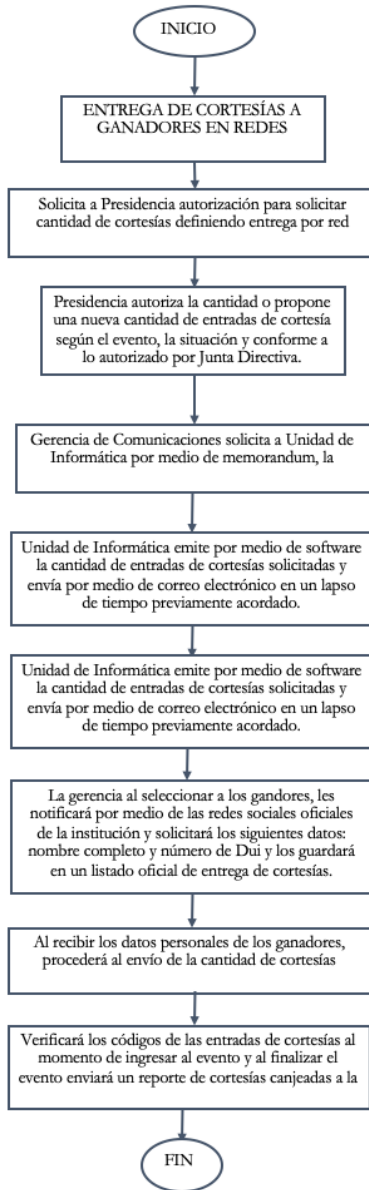 INICIO
ENTREGA DE CORTESÍAS A
GANADORES EN REDES
Solicita a Presidencia autorización para solicitar
cantidad de cortesías definiendo entrega por red
Presidencia autoriza la cantidad o propone
una nueva cantidad de entradas de cortesía
según el evento, la situación y conforme a
lo autorizado por Junta Directiva.
Gerencia de Comunicaciones solicita a Unidad de
Informática por medio de memorandum, la
Unidad de Informática emite por medio de software
la cantidad de entradas de cortesías solicitadas y
envía por medio de correo electrónico en un lapso
de tiempo previamente acordado.
Unidad de Informática emite por medio de software
la cantidad de entradas de cortesías solicitadas y
envía por medio de correo electrónico en un lapso
de tiempo previamente acordado.
La gerencia al seleccionar a los gandores, les
notificará por medio de las redes sociales oficiales
de la institución y solicitará los siguientes datos:
nombre completo y número de Dui y los guardará
en un listado oficial de entrega de cortesías.
Al recibir los datos personales de los ganadores,
procederá al envío de la cantidad de cortesías
Verificará los códigos de las entradas de cortesías al
momento de ingresar al evento y al finalizar el
evento enviará un reporte de cortesías canjeadas a la
FIN